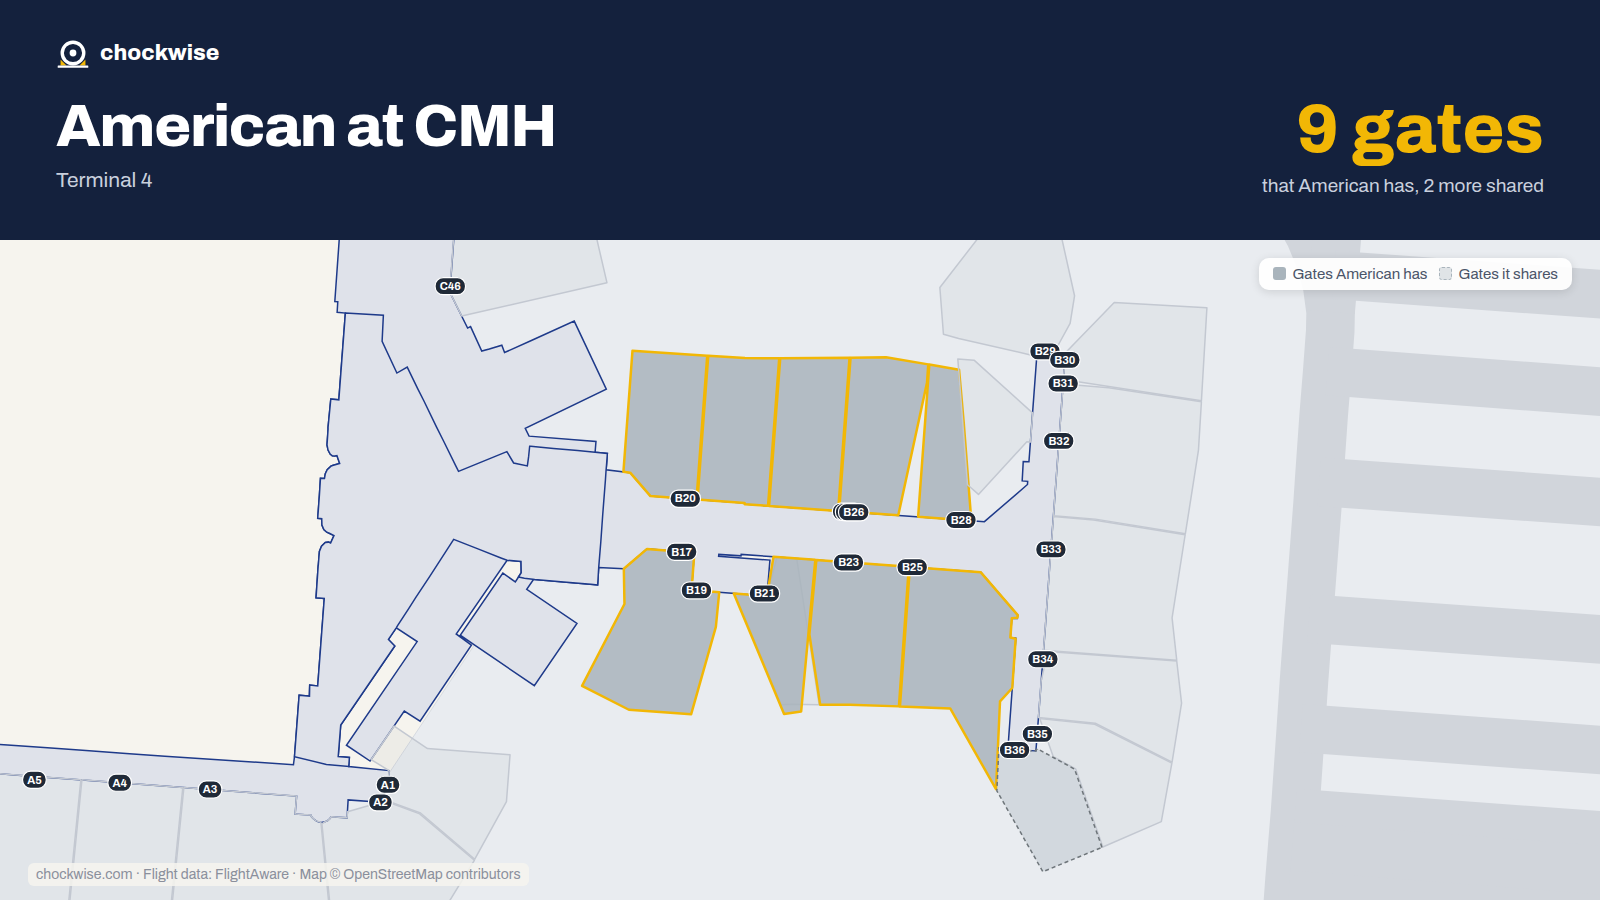 chockwise
American at CMH
Terminal 4
9 gates
that American has, 2 more shared
Gates American has
Gates it shares
C46
B29
B30
B31
B32
B20
B26
B28
B17
B23
B25
B33
B19
B21
B34
B35
B36
A5
A4
A3
A1
A2
chockwise.com · Flight data: FlightAware · Map © OpenStreetMap contributors